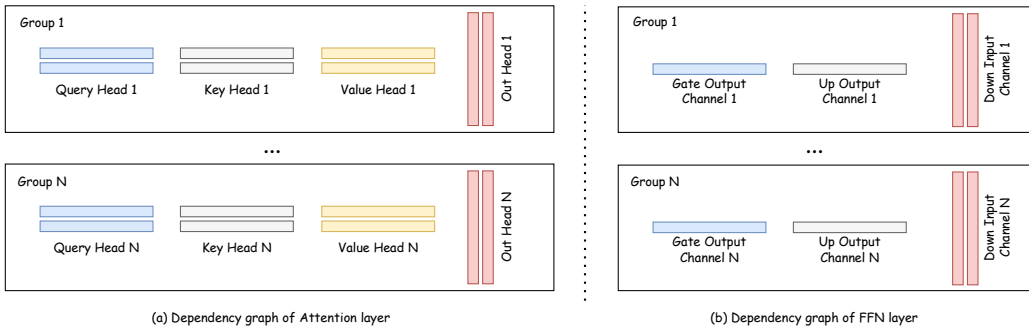 Group 1
Query Head 1
Key Head 1
Value Head 1
Out Head 1
...
Group N
Query Head N
Key Head N
Value Head N
Out Head N
(a) Dependency graph of Attention layer
Group 1
Gate Output
Channel 1
Up Output
Channel 1
Down Input
Channel 1
...
Group N
Gate Output
Channel N
Up Output
Channel N
Down Input
Channel N
(b) Dependency graph of FFN layer